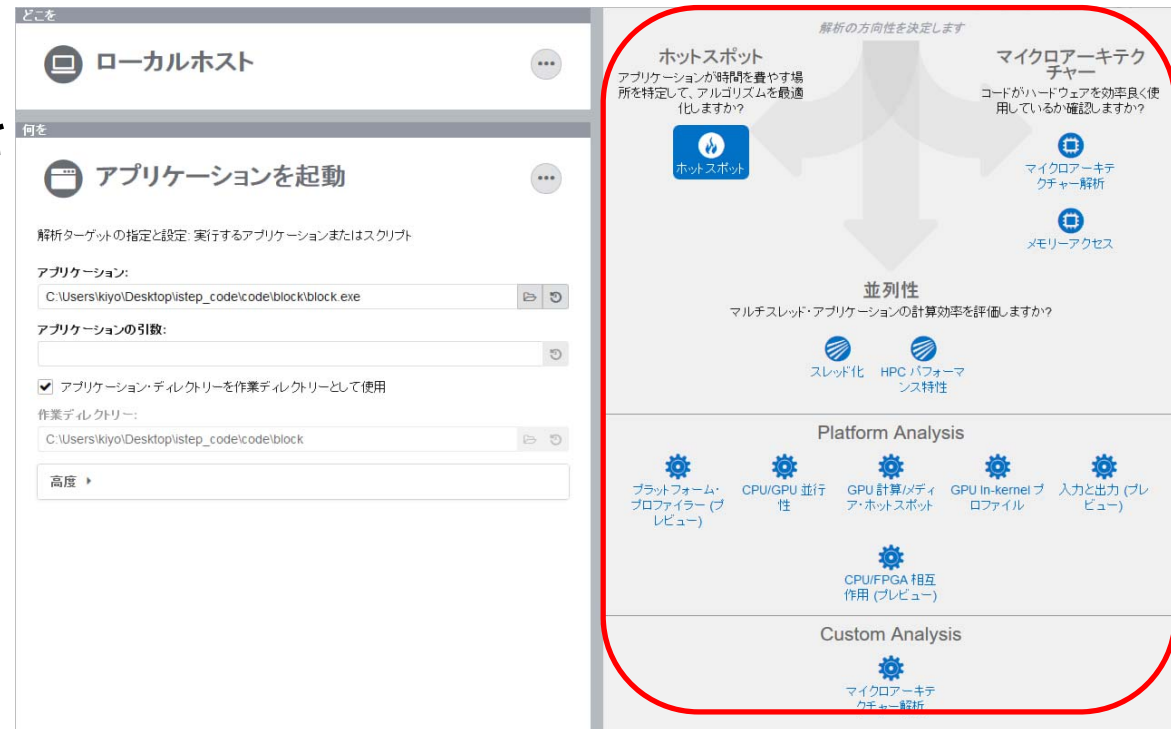 どこを
ローカルホスト
何を
アプリケーションを起動
解析ターゲットの指定と設定: 実行するアプリケーションまたはスクリプト
アプリケーション:
C:\Users\kiyo\Desktop\istep_code\code\block\block.exe
アプリケーションの引数:
アプリケーション・ディレクトリーを作業ディレクトリーとして使用
作業ディレクトリー:
C:\Users\kiyo\Desktop\istep_code\code\block
高度
解析の方向性を決定します
ホットスポット
アプリケーションが時間を費やす場
所を特定して、アルゴリズムを最適
化しますか?
ホットスポット
マイクロアーキテク
チャー
コードがハードウェアを効率良く使
用しているか確認しますか?
マイクロアーキテ
クチャー解析
メモリーアクセス
並列性
マルチスレッド・アプリケーションの計算効率を評価しますか?
スレッド化
HPC パフォーマ
ンス特性
Platform Analysis
プラットフォーム・
プロファイラー (プ
レビュー)
CPU/GPU 並行
性
GPU 計算/メディ
ア・ホットスポット
GPU In-kernel プ
ロファイル
入力と出力 (プレ
ビュー)
CPU/FPGA 相互
作用 (プレビュー)
Custom Analysis
マイクロアーキテ
クチャー解析